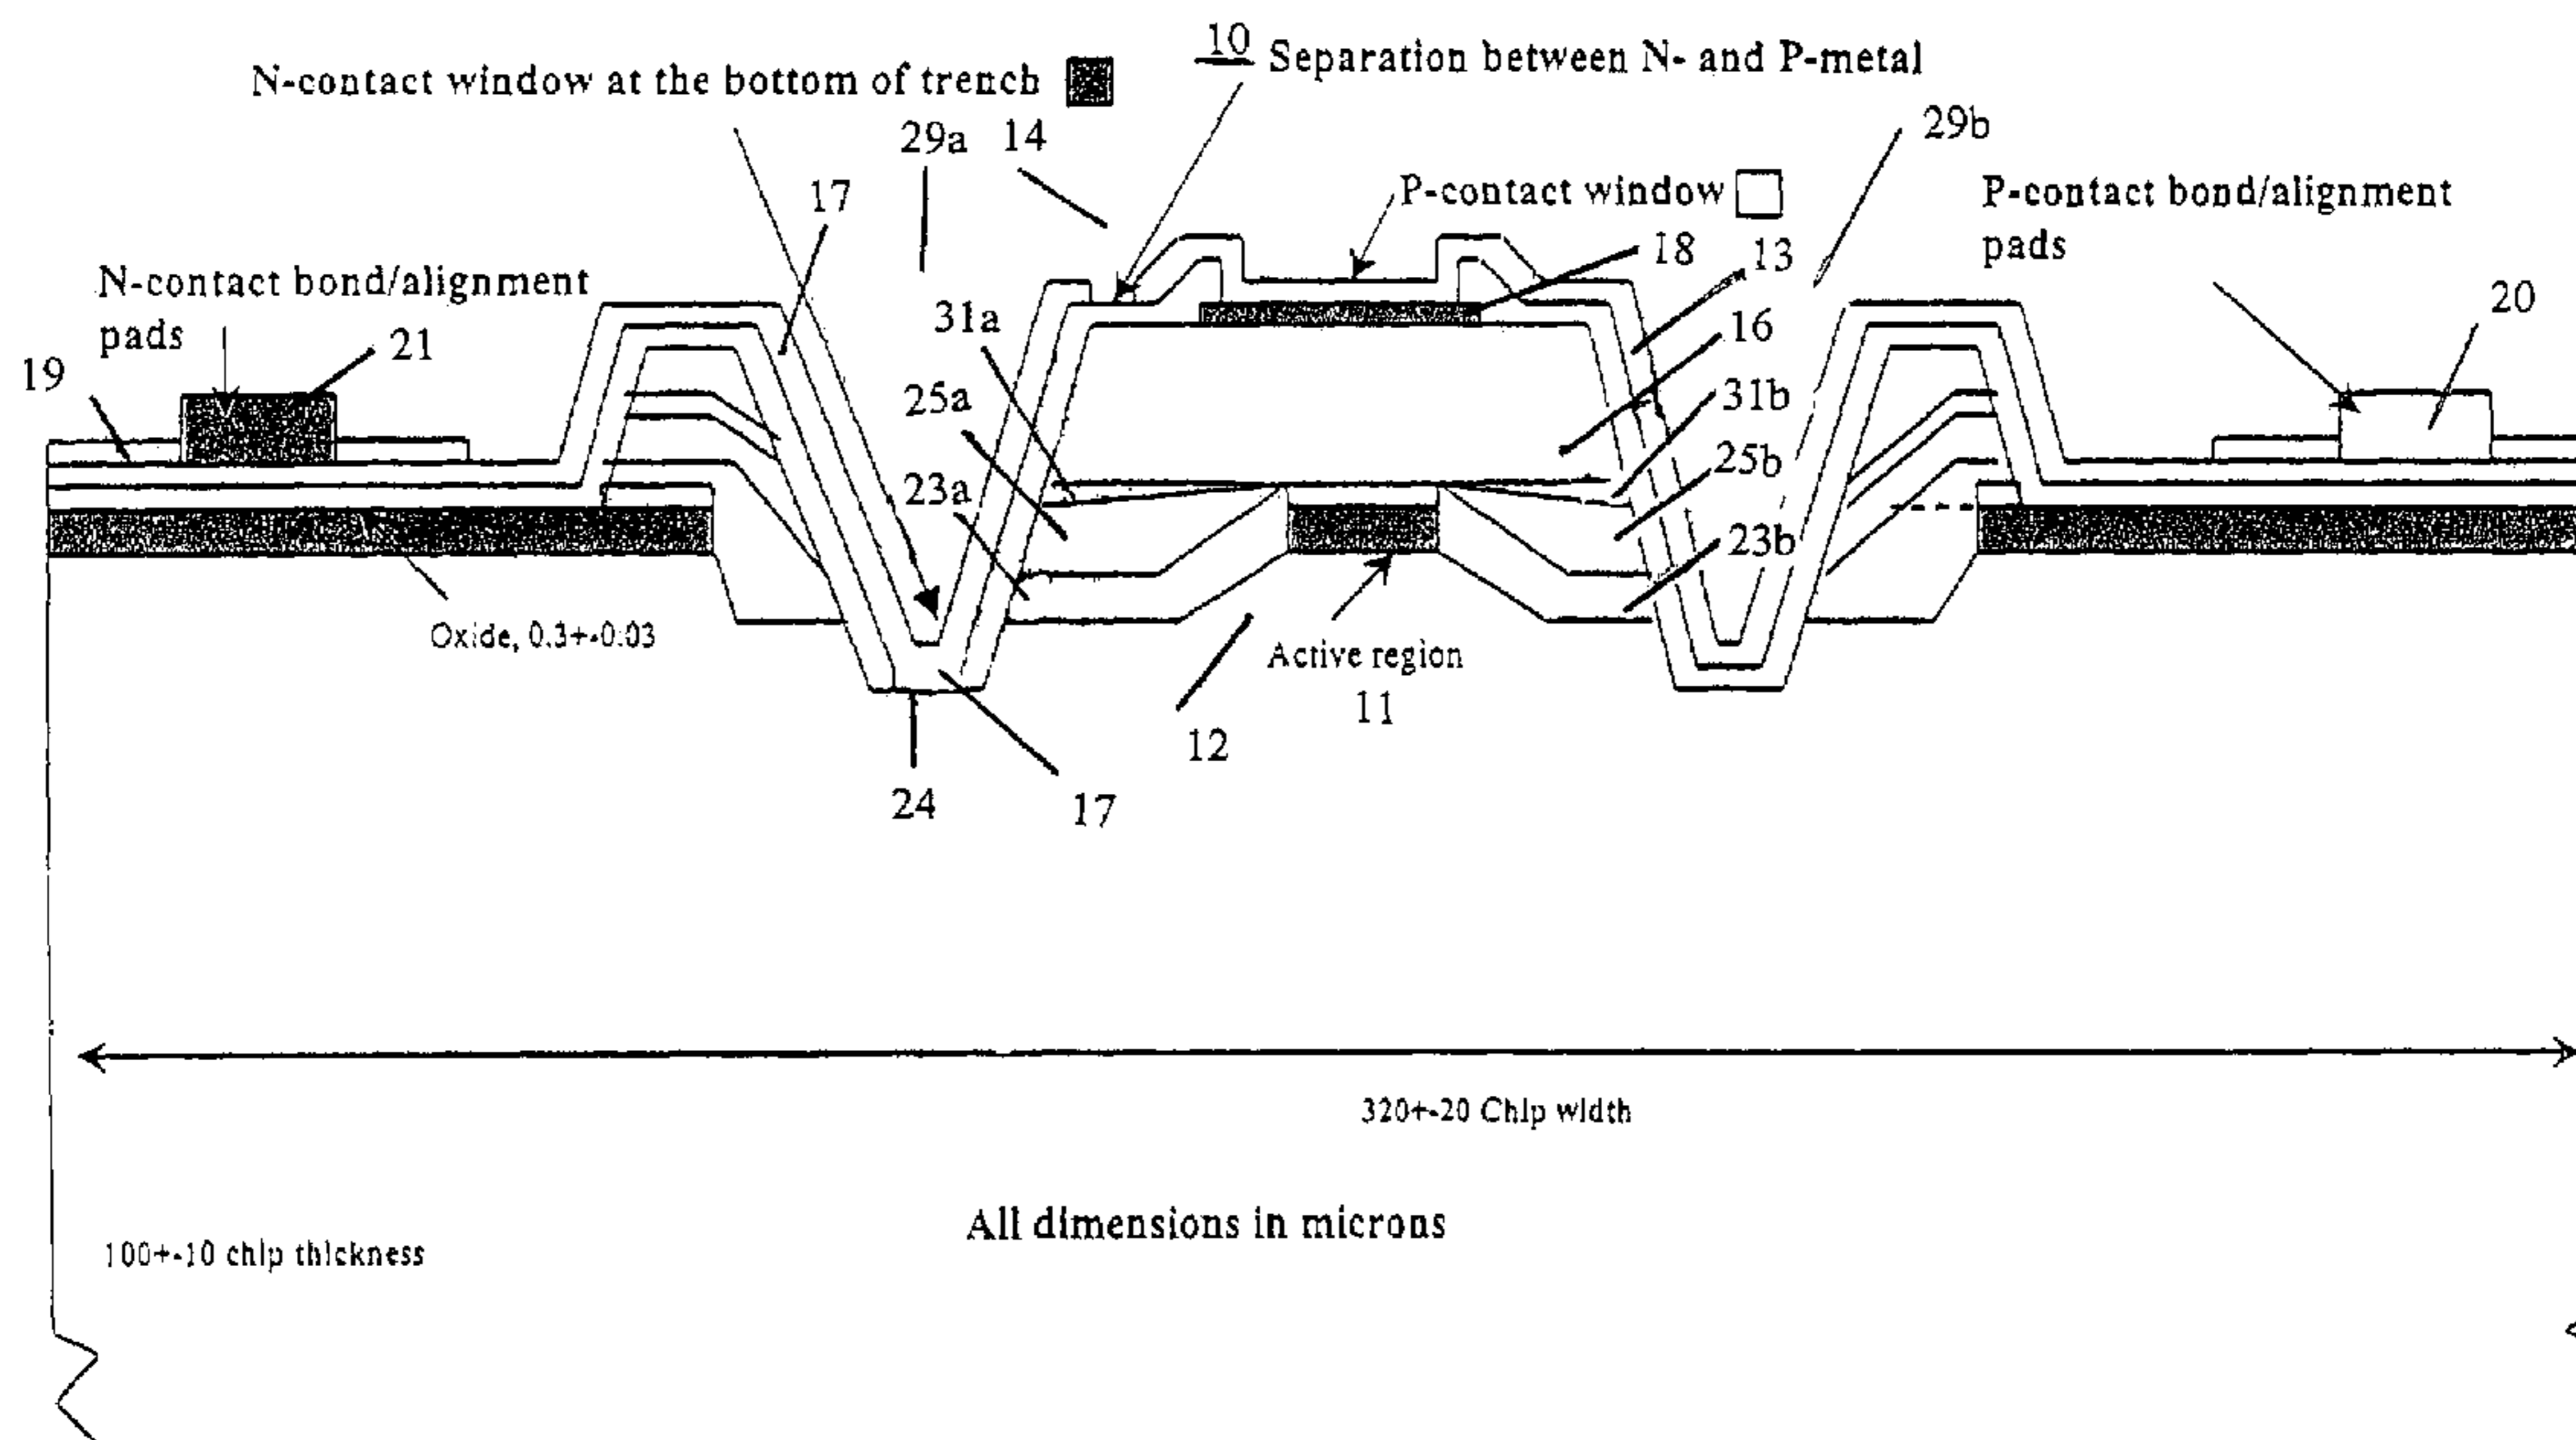 10
Separation between N- and P-metal
N-contact window at the bottom of trench
29a
14
29b
17
P-contact window
P-contact bond/alignment
pads
18
13
N-contact bond/alignment
pads
20
31a
16
21
19
25a
31b
25b
23a
23b
Oxide, 0.3+-0.03
Active region
11
12
24
17
320+-20 Chip width
All dimensions in microns
100+-10 chip thickness